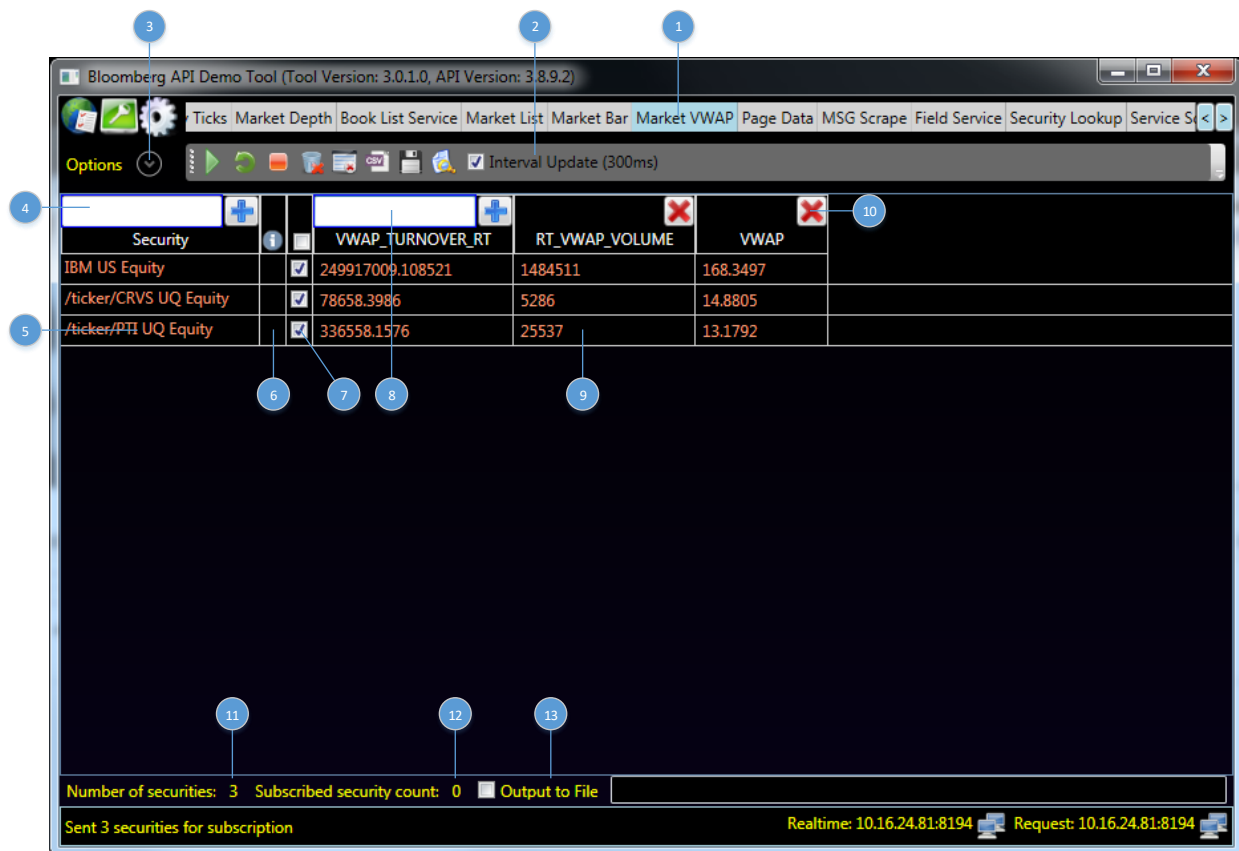 3 2 1
Bloomberg API Demo Tool (Tool Version: 3.0.1.0, API Version: 3.8.9.2)
Ticks Market Depth Book List Service Market List Market Bar Market VWAP Page Data MSG Scrape Field Service Security Lookup Service < >
Options CSV Interval Update (300ms)
4 10
Security VWAP_TURNOVER_RT RT_VWAP_VOLUME VWAP
IBM US Equity 249917009.108521 1484511 168.3497
/ticker/CRVS UQ Equity 78658.3986 5286 14.8805
5 /ticker/PTI UQ Equity 336558.1576 25537 13.1792
6 7 8 9
11 12 13
Number of securities: 3 Subscribed security count: 0 Output to File
Sent 3 securities for subscription Realtime: 10.16.24.81:8194 Request: 10.16.24.81:8194